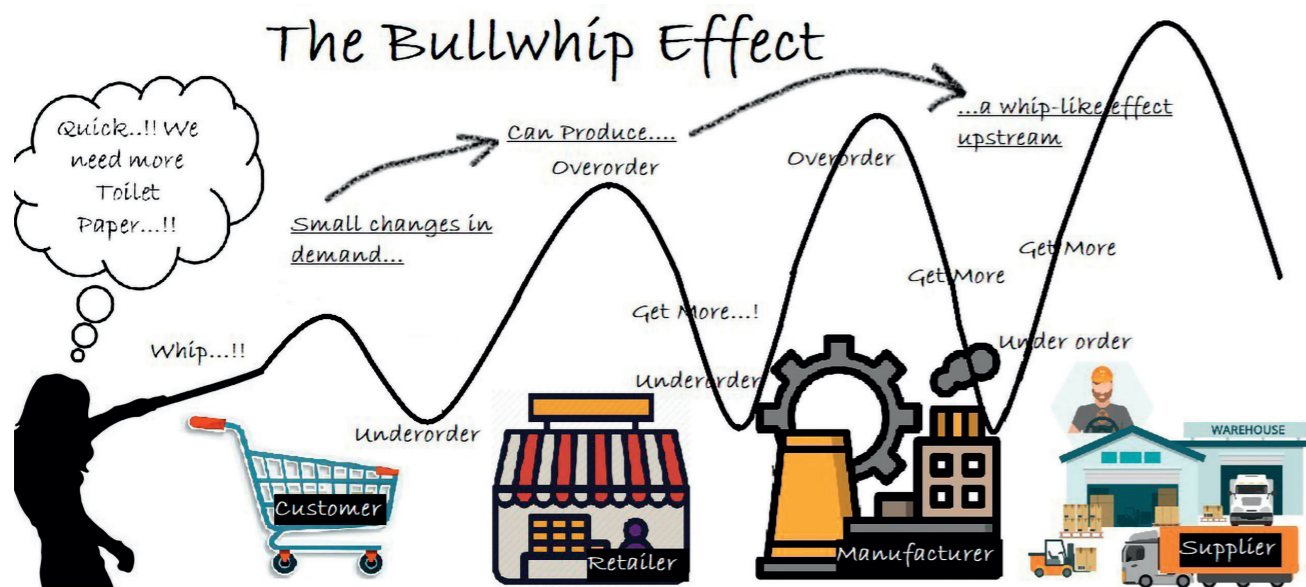 The Bullwhip Effect
Quick..!! We
need more
Toilet
Paper...!!
Small changes in
demand...
Can Produce....
...a whip-like effect
upstream
Overorder
Overorder
Get More
Get More
Get More...!
Whip...!!
Under order
Underorder
Underorder
WAREHOUSE
Customer
Retailer
Manufacturer
Supplier